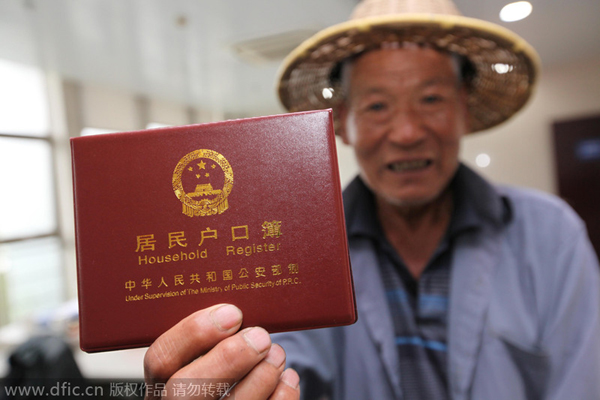 居民户口簿
Household Register
中华人民共和国公安部制
Under Supervision of The Ministry of Public Security of P.R.C.
www.dfic.cn 版权作品 请勿转载